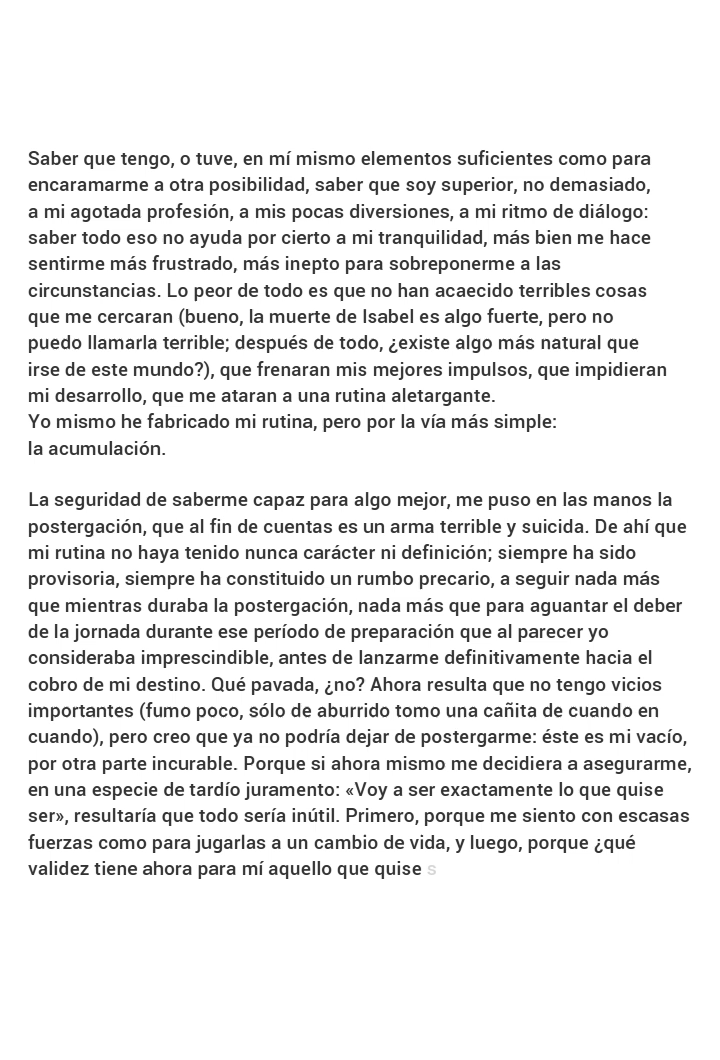 Saber que tengo, o tuve, en mí mismo elementos suficientes como para
encaramarme a otra posibilidad, saber que soy superior, no demasiado,
a mi agotada profesión, a mis pocas diversiones, a mi ritmo de diálogo:
saber todo eso no ayuda por cierto a mi tranquilidad, más bien me hace
sentirme más frustrado, más inepto para sobreponerme a las
circunstancias. Lo peor de todo es que no han acaecido terribles cosas
que me cercaran (bueno, la muerte de Isabel es algo fuerte, pero no
puedo llamarla terrible; después de todo, ¿existe algo más natural que
irse de este mundo?), que frenaran mis mejores impulsos, que impidieran
mi desarrollo, que me ataran a una rutina aletargante.
Yo mismo he fabricado mi rutina, pero por la vía más simple:
la acumulación.

La seguridad de saberme capaz para algo mejor, me puso en las manos la
postergación, que al fin de cuentas es un arma terrible y suicida. De ahí que
mi rutina no haya tenido nunca carácter ni definición; siempre ha sido
provisoria, siempre ha constituido un rumbo precario, a seguir nada más
que mientras duraba la postergación, nada más que para aguantar el deber
de la jornada durante ese período de preparación que al parecer yo
consideraba imprescindible, antes de lanzarme definitivamente hacia el
cobro de mi destino. Qué pavada, ¿no? Ahora resulta que no tengo vicios
importantes (fumo poco, sólo de aburrido tomo una cañita de cuando en
cuando), pero creo que ya no podría dejar de postergarme: éste es mi vacío,
por otra parte incurable. Porque si ahora mismo me decidiera a asegurarme,
en una especie de tardío juramento: «Voy a ser exactamente lo que quise
ser», resultaría que todo sería inútil. Primero, porque me siento con escasas
fuerzas como para jugarlas a un cambio de vida, y luego, porque ¿qué
validez tiene ahora para mí aquello que quise s